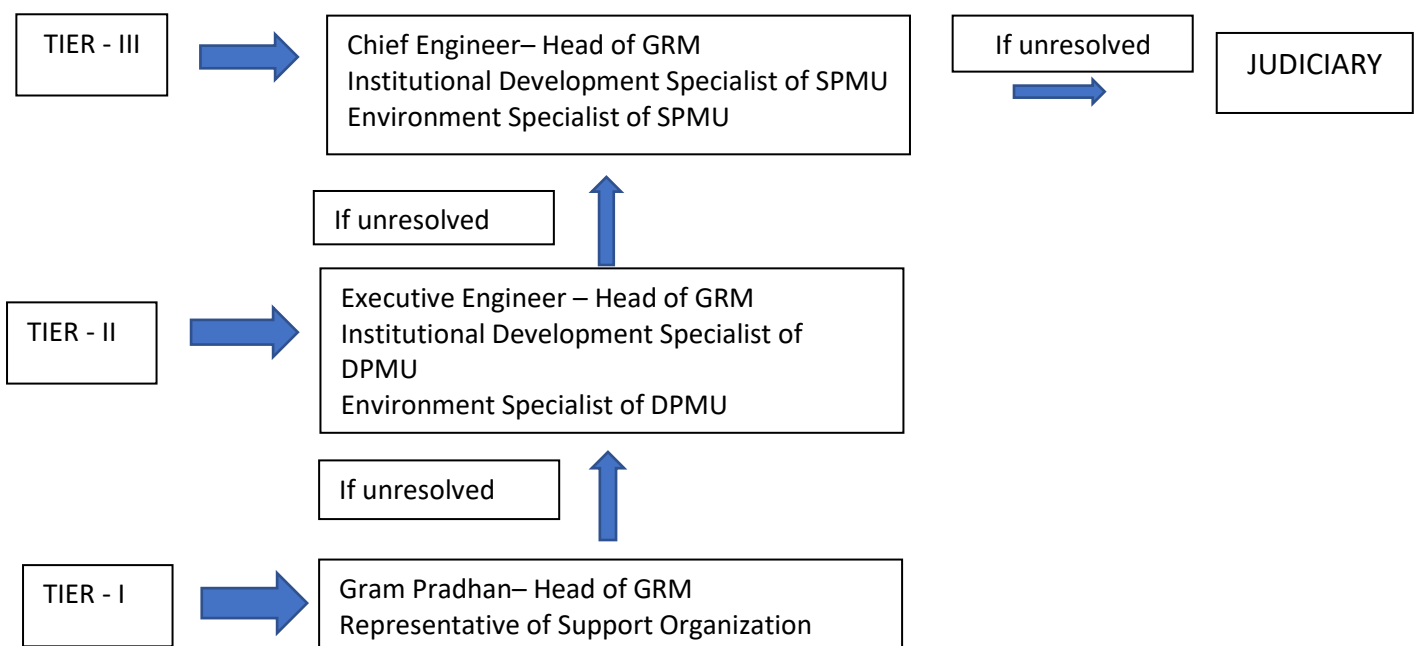 TIER - III
Chief Engineer– Head of GRM
Institutional Development Specialist of SPMU
Environment Specialist of SPMU
If unresolved
JUDICIARY
If unresolved
TIER - II
Executive Engineer – Head of GRM
Institutional Development Specialist of
DPMU
Environment Specialist of DPMU
If unresolved
TIER - I
Gram Pradhan– Head of GRM
Representative of Support Organization